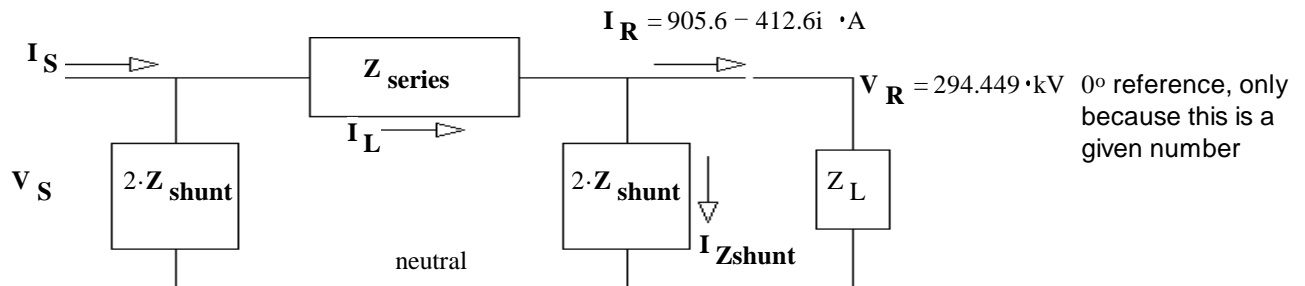 I R = 905.6 − 412.6i ·A
I S
Z series
V R = 294.449 ·kV 0o reference, only
because this is a
given number
I L
V S
2·Z shunt
2·Z shunt
Z L
I Zshunt
neutral